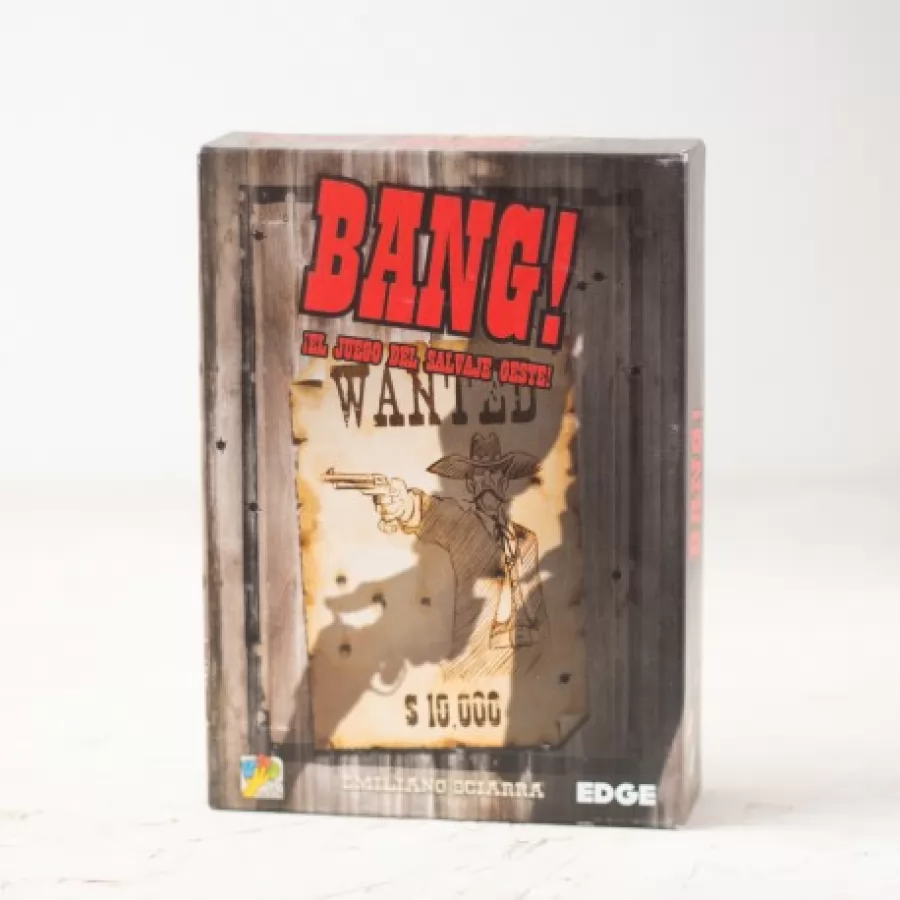 BANG!
¡EL JUEGO DEL SALVAJE OESTE!
WANTED
$ 10.000
EMILIANO SCIARRA
EDGE
BANG!